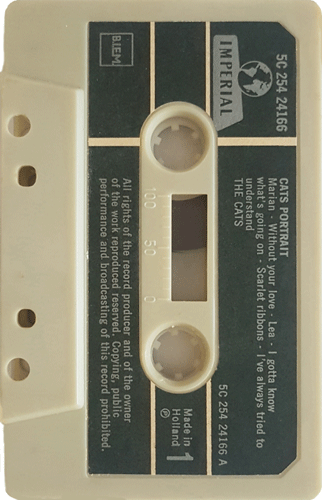 B.I.E.M.
IMPERIAL
5C 254 24166
CATS PORTRAIT
Marian - Without your love - Lea - I gotta know
what's going on - Scarlet ribbons - I've always tried to
understand
THE CATS
100 50 0
5C 254 24166 A
Made in
Holland
℗
1
All rights of the record producer and of the owner
of the work reproduced reserved. Copying, public
performance and broadcasting of this record prohibited.